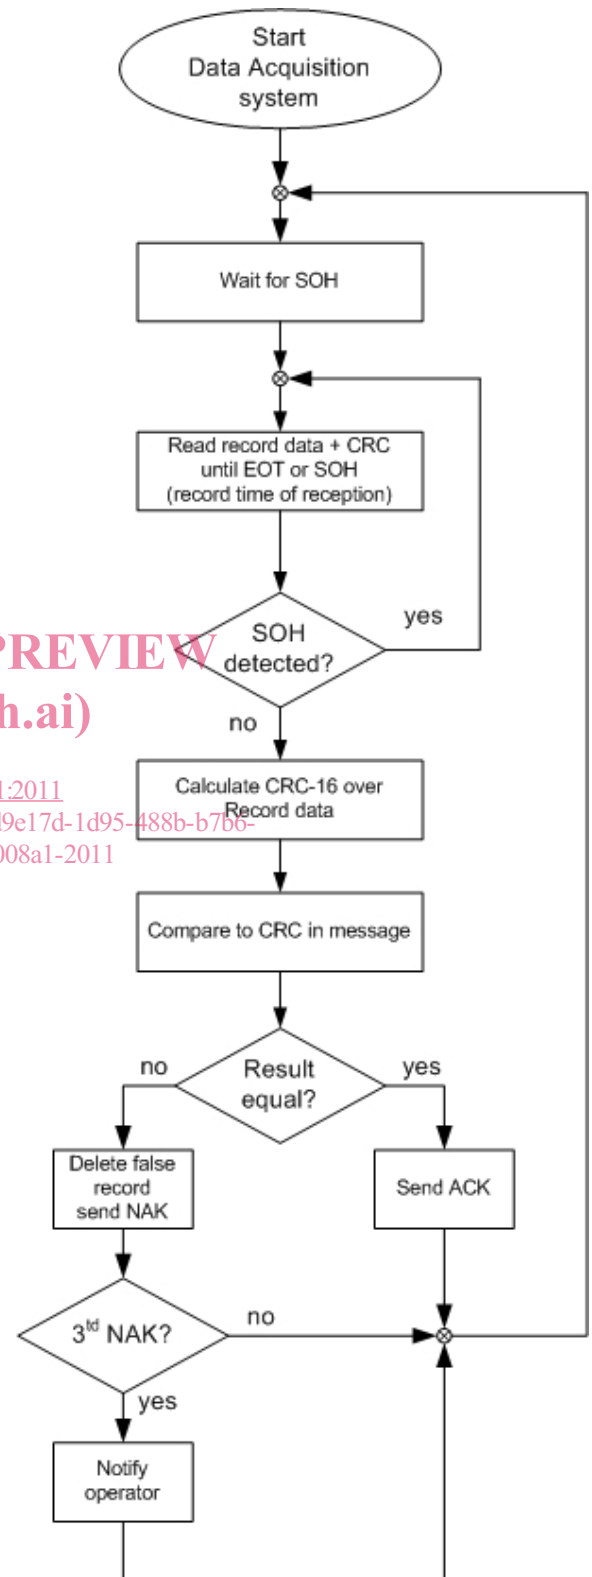 Start
Data Acquisition
system
Wait for SOH
Read record data + CRC
until EOT or SOH
(record time of reception)
yes
PREVIEW
SOH
detected?
h.ai)
no
1:2011
Calculate CRC-16 over
Record data
d9e17d-1d95-488b-b7b6-
008a1-2011
Compare to CRC in message
no
Result
equal?
yes
Delete false
record
send NAK
Send ACK
3td NAK?
no
yes
Notify
operator